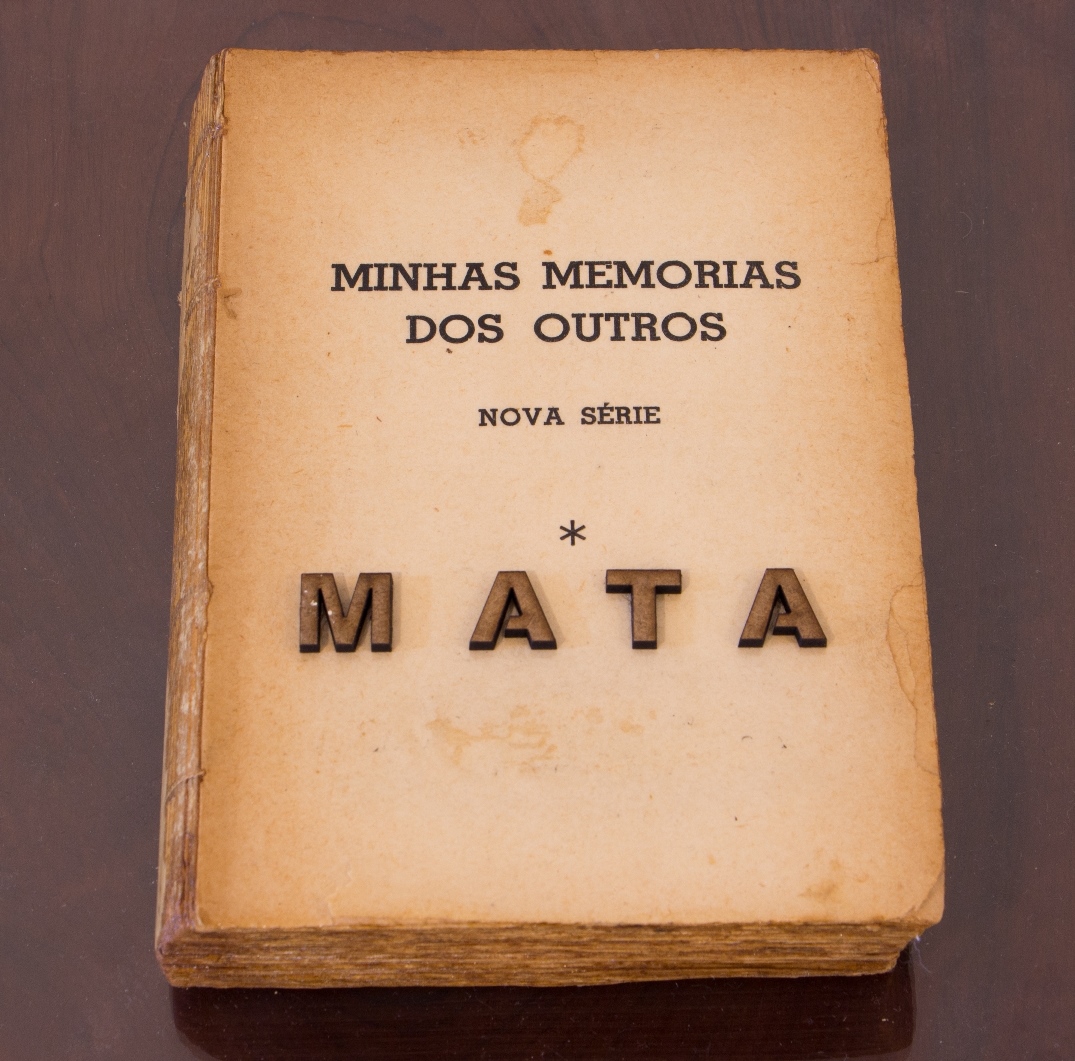 MINHAS MEMORIAS
DOS OUTROS
NOVA SÉRIE
*
MATA